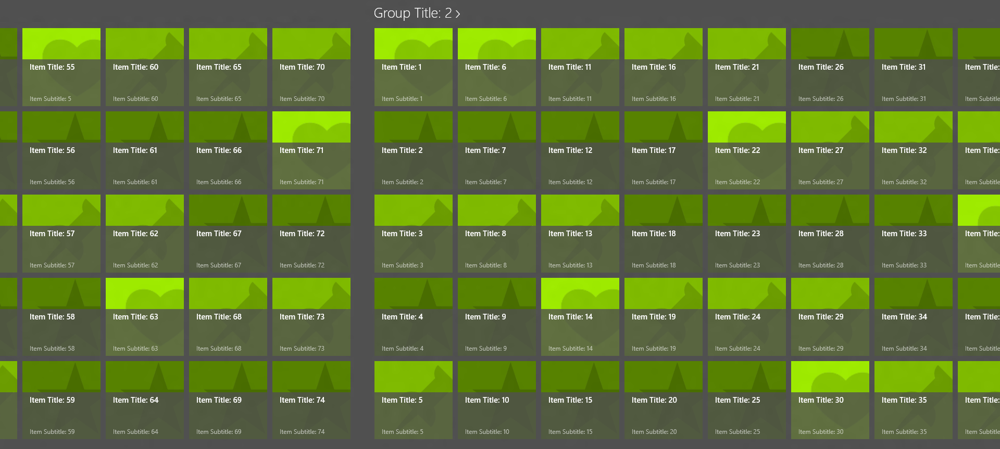 Group Title: 2 >
Item Title: 55
Item Subtitle: 5
Item Title: 60
Item Subtitle: 60
Item Title: 65
Item Subtitle: 65
Item Title: 70
Item Subtitle: 70
Item Title: 1
Item Subtitle: 1
Item Title: 6
Item Subtitle: 6
Item Title: 11
Item Subtitle: 11
Item Title: 16
Item Subtitle: 16
Item Title: 21
Item Subtitle: 21
Item Title: 26
Item Subtitle: 26
Item Title: 31
Item Subtitle: 31
Item Title:
Item Subtitle
Item Title: 56
Item Subtitle: 56
Item Title: 61
Item Subtitle: 61
Item Title: 66
Item Subtitle: 66
Item Title: 71
Item Subtitle: 71
Item Title: 2
Item Subtitle: 2
Item Title: 7
Item Subtitle: 7
Item Title: 12
Item Subtitle: 12
Item Title: 17
Item Subtitle: 17
Item Title: 22
Item Subtitle: 22
Item Title: 27
Item Subtitle: 27
Item Title: 32
Item Subtitle: 32
Item Title:
Item Subtitle
Item Title: 57
Item Subtitle: 57
Item Title: 62
Item Subtitle: 62
Item Title: 67
Item Subtitle: 67
Item Title: 72
Item Subtitle: 72
Item Title: 3
Item Subtitle: 3
Item Title: 8
Item Subtitle: 8
Item Title: 13
Item Subtitle: 13
Item Title: 18
Item Subtitle: 18
Item Title: 23
Item Subtitle: 23
Item Title: 28
Item Subtitle: 28
Item Title: 33
Item Subtitle: 33
Item Title:
Item Subtitle
Item Title: 58
Item Subtitle: 58
Item Title: 63
Item Subtitle: 63
Item Title: 68
Item Subtitle: 68
Item Title: 73
Item Subtitle: 73
Item Title: 4
Item Subtitle: 4
Item Title: 9
Item Subtitle: 9
Item Title: 14
Item Subtitle: 14
Item Title: 19
Item Subtitle: 19
Item Title: 24
Item Subtitle: 24
Item Title: 29
Item Subtitle: 29
Item Title: 34
Item Subtitle: 34
Item Title:
Item Subtitle
Item Title: 59
Item Subtitle: 59
Item Title: 64
Item Subtitle: 64
Item Title: 69
Item Subtitle: 69
Item Title: 74
Item Subtitle: 74
Item Title: 5
Item Subtitle: 5
Item Title: 10
Item Subtitle: 10
Item Title: 15
Item Subtitle: 15
Item Title: 20
Item Subtitle: 20
Item Title: 25
Item Subtitle: 25
Item Title: 30
Item Subtitle: 30
Item Title: 35
Item Subtitle: 35
Item Title:
Item Subtitle